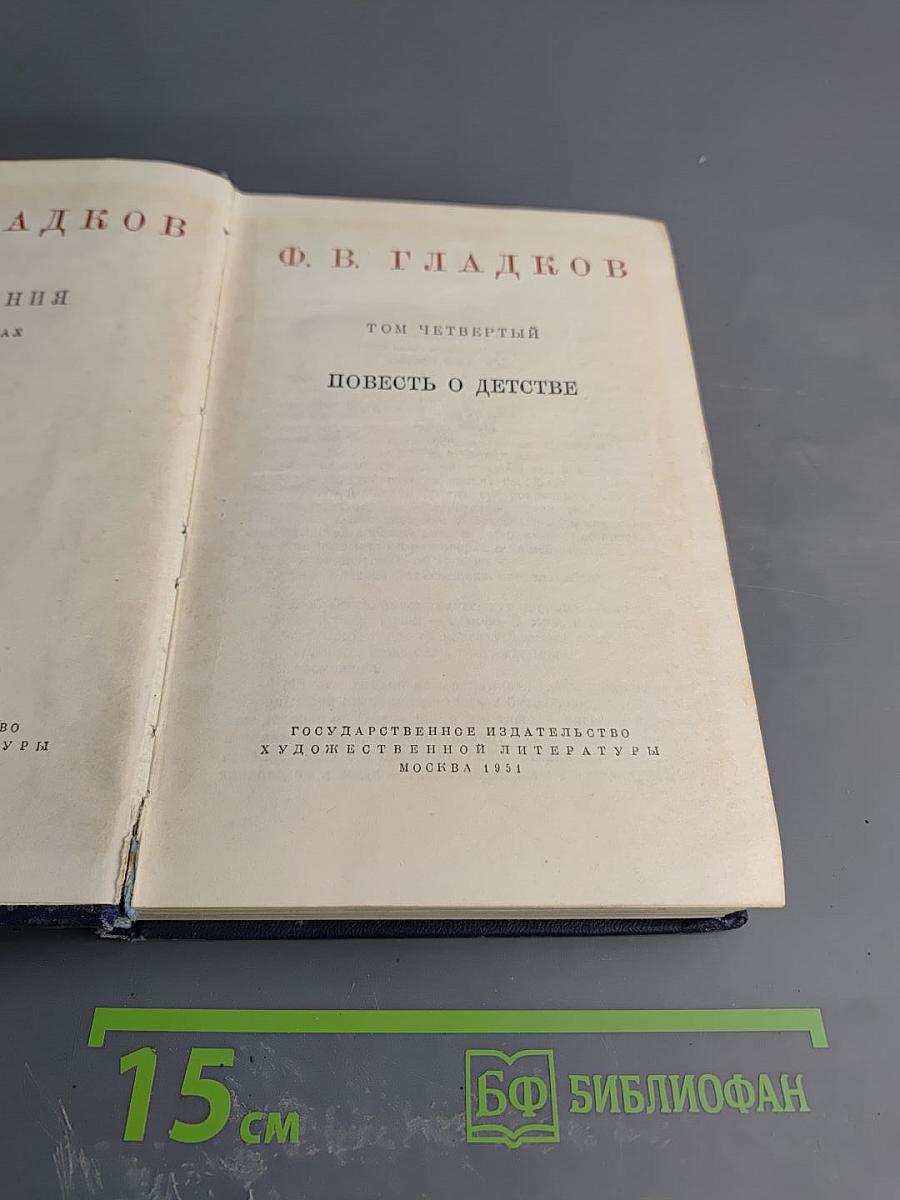 АДКОВ
НИЯ
АХ
ВО
УРЫ
Ф. В. ГЛАДКОВ
ТОМ ЧЕТВЕРТЫЙ
ПОВЕСТЬ О ДЕТСТВЕ
ГОСУДАРСТВЕННОЕ ИЗДАТЕЛЬСТВО
ХУДОЖЕСТВЕННОЙ ЛИТЕРАТУРЫ
МОСКВА 1951
15 см
БФ БИБЛИОФАН